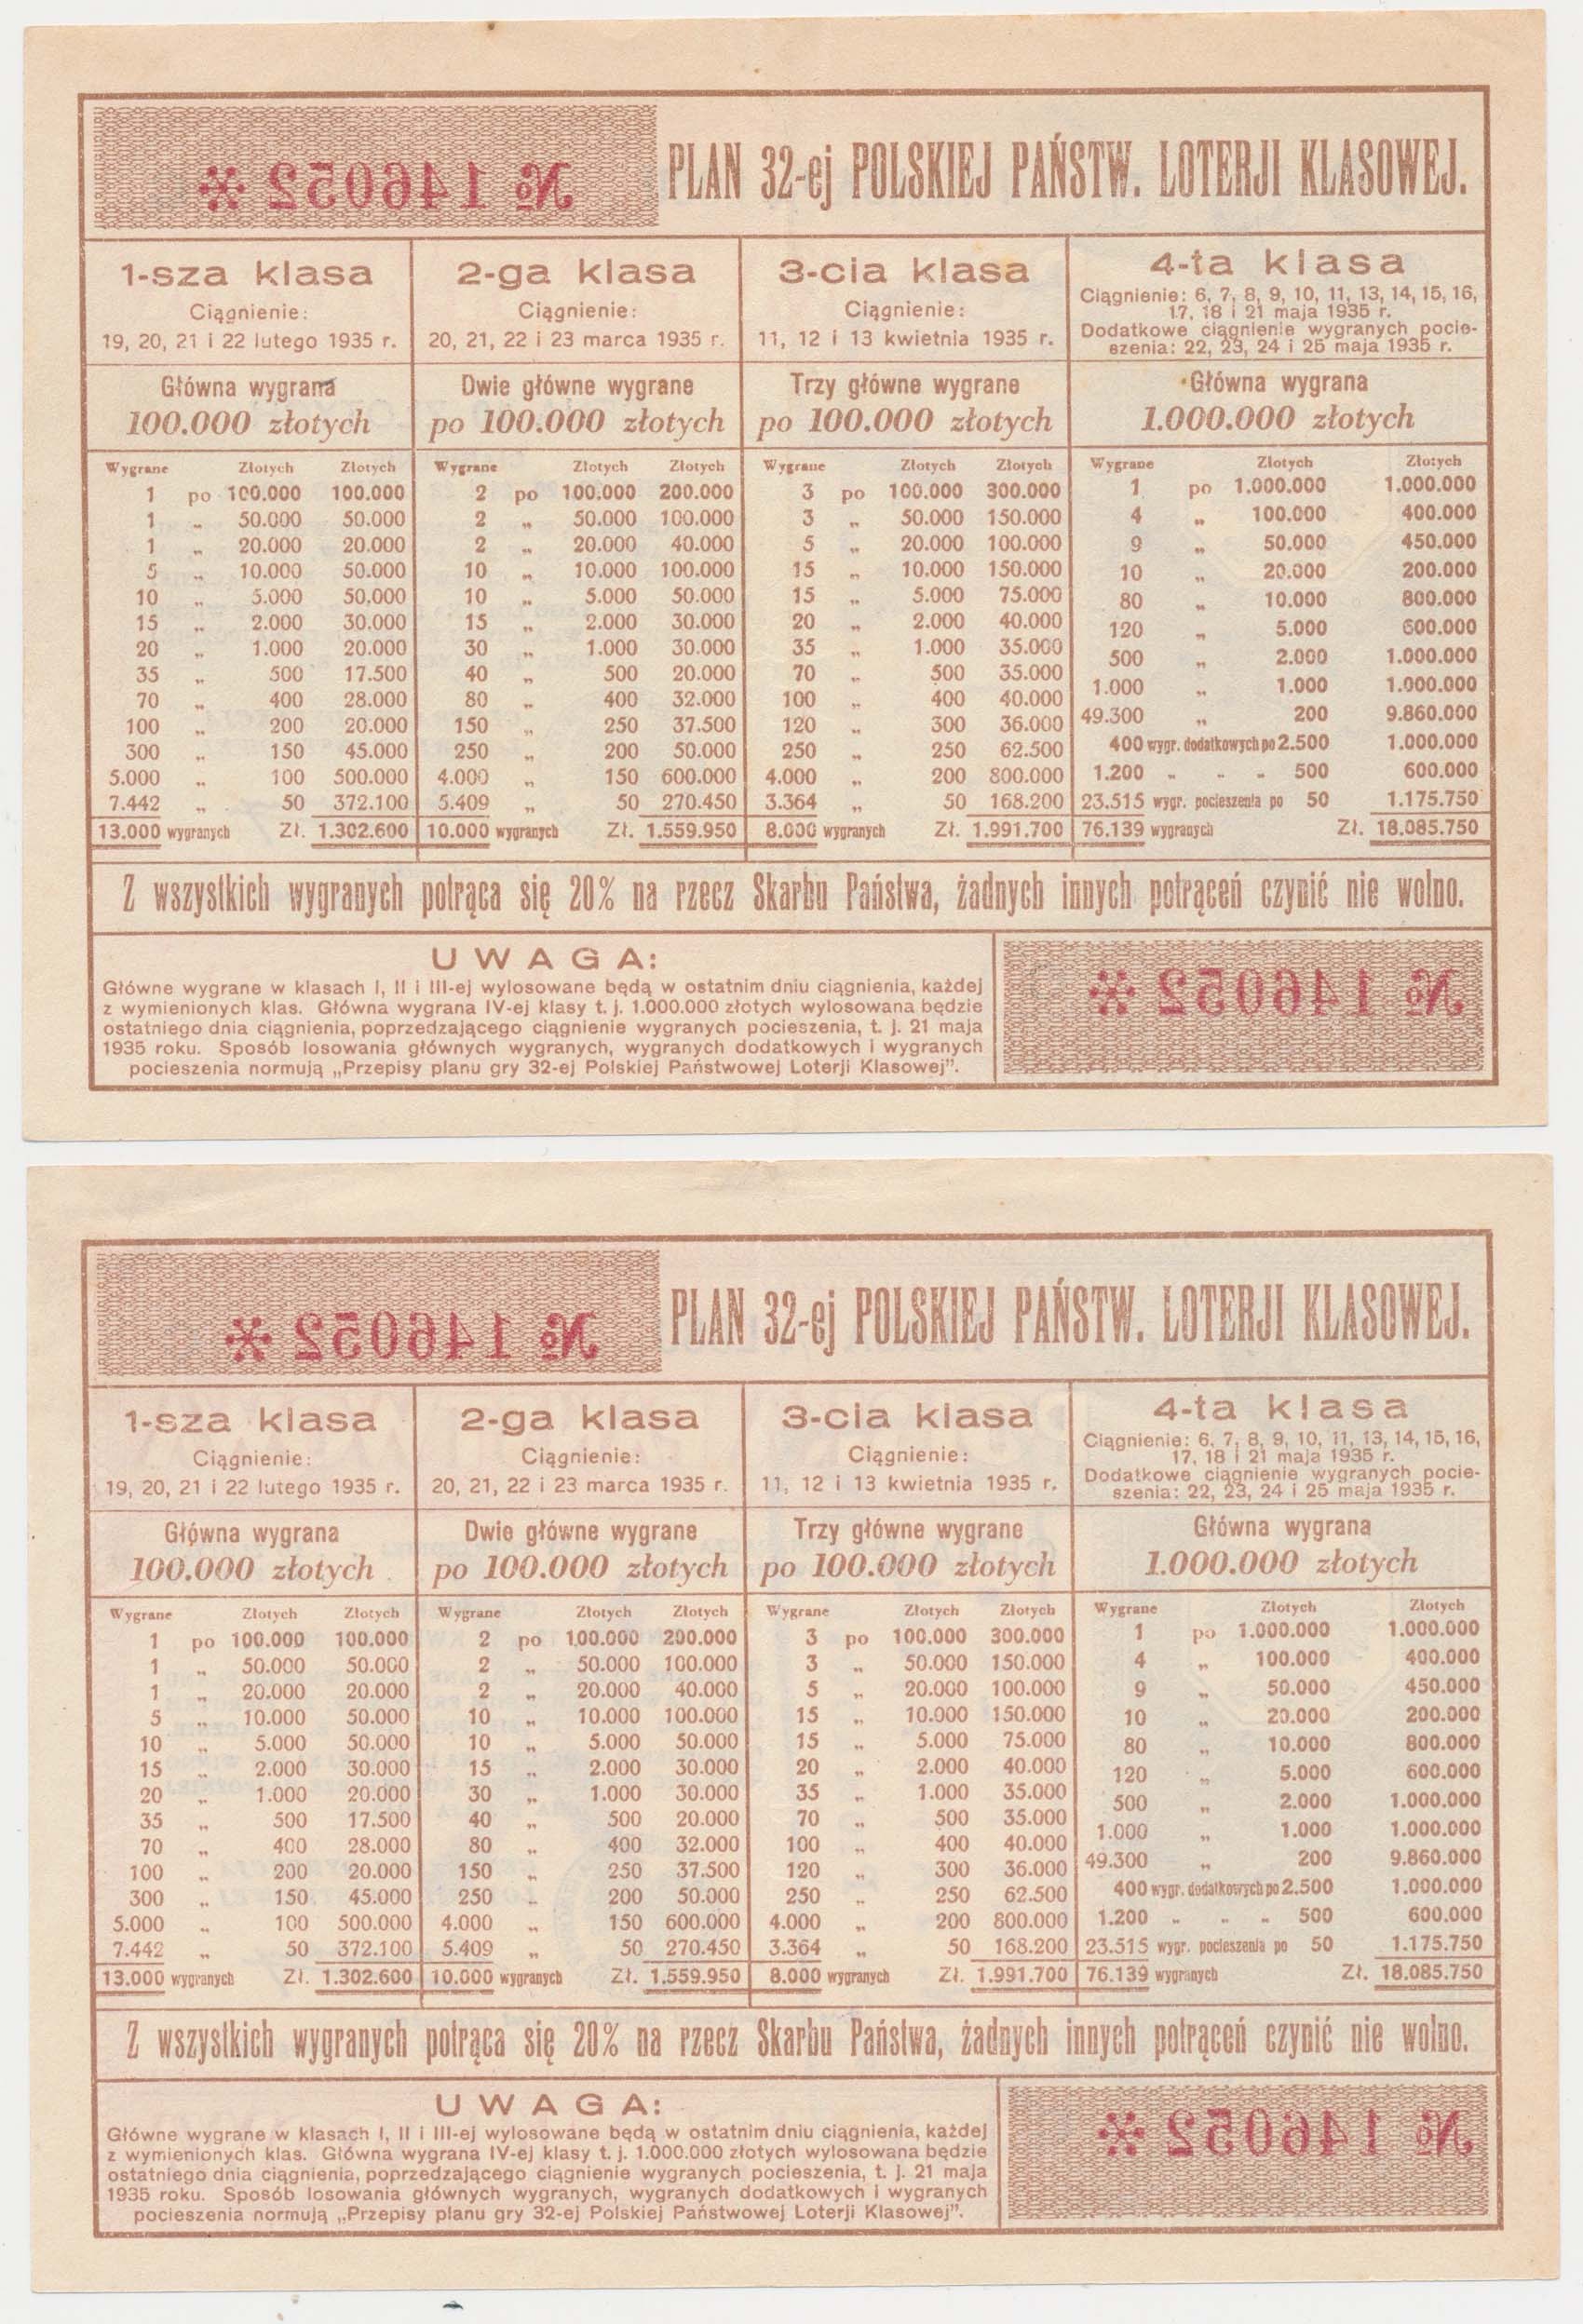 № 146052 ✻
PLAN 32-ej POLSKIEJ PAŃSTW. LOTERJI KLASOWEJ.
1-sza klasa
Ciągnienie:
19, 20, 21 i 22 lutego 1935 r.
Główna wygrana
100.000 złotych
Wygrane Złotych Złotych
1 po 100.000 100.000
1 „ 50.000 50.000
1 „ 20.000 20.000
5 „ 10.000 50.000
10 „ 5.000 50.000
15 „ 2.000 30.000
20 „ 1.000 20.000
35 „ 500 17.500
70 „ 400 28.000
100 „ 200 20.000
300 „ 150 45.000
5.000 „ 100 500.000
7.442 „ 50 372.100
13.000 wygranych Zł. 1.302.600
2-ga klasa
Ciągnienie:
20, 21, 22 i 23 marca 1935 r.
Dwie główne wygrane
po 100.000 złotych
Wygrane Złotych Złotych
2 po 100.000 200.000
2 „ 50.000 100.000
2 „ 20.000 40.000
10 „ 10.000 100.000
10 „ 5.000 50.000
15 „ 2.000 30.000
30 „ 1.000 30.000
40 „ 500 20.000
80 „ 400 32.000
150 „ 250 37.500
250 „ 200 50.000
4.000 „ 150 600.000
5.409 „ 50 270.450
10.000 wygranych Zł. 1.559.950
3-cia klasa
Ciągnienie:
11, 12 i 13 kwietnia 1935 r.
Trzy główne wygrane
po 100.000 złotych
Wygrane Złotych Złotych
3 po 100.000 300.000
3 „ 50.000 150.000
5 „ 20.000 100.000
15 „ 10.000 150.000
15 „ 5.000 75.000
20 „ 2.000 40.000
35 „ 1.000 35.000
70 „ 500 35.000
100 „ 400 40.000
120 „ 300 36.000
250 „ 250 62.500
4.000 „ 200 800.000
3.364 „ 50 168.200
8.000 wygranych Zł. 1.991.700
4-ta klasa
Ciągnienie: 6, 7, 8, 9, 10, 11, 13, 14, 15, 16,
17, 18 i 21 maja 1935 r.
Dodatkowe ciągnienie wygranych pocie-
szenia: 22, 23, 24 i 25 maja 1935 r.
Główna wygrana
1.000.000 złotych
Wygrane Złotych Złotych
1 po 1.000.000 1.000.000
4 „ 100.000 400.000
9 „ 50.000 450.000
10 „ 20.000 200.000
80 „ 10.000 800.000
120 „ 5.000 600.000
500 „ 2.000 1.000.000
1.000 „ 1.000 1.000.000
49.300 „ 200 9.860.000
400 wygr. dodatkowych po 2.500 1.000.000
1.200 „ „ „ 500 600.000
23.515 wygr. pocieszenia po 50 1.175.750
76.139 wygranych Zł. 18.085.750
Z wszystkich wygranych potrąca się 20% na rzecz Skarbu Państwa, żadnych innych potrąceń czynić nie wolno.
UWAGA:
Główne wygrane w klasach I, II i III-ej wylosowane będą w ostatnim dniu ciągnienia, każdej
z wymienionych klas. Główna wygrana IV-ej klasy t. j. 1.000.000 złotych wylosowana będzie
ostatniego dnia ciągnienia, poprzedzającego ciągnienie wygranych pocieszenia, t. j. 21 maja
1935 roku. Sposób losowania głównych wygranych, wygranych dodatkowych i wygranych
pocieszenia normują „Przepisy planu gry 32-ej Polskiej Państwowej Loterji Klasowej”.
№ 146052 ✻
№ 146052 ✻
PLAN 32-ej POLSKIEJ PAŃSTW. LOTERJI KLASOWEJ.
1-sza klasa
Ciągnienie:
19, 20, 21 i 22 lutego 1935 r.
Główna wygrana
100.000 złotych
Wygrane Złotych Złotych
1 po 100.000 100.000
1 „ 50.000 50.000
1 „ 20.000 20.000
5 „ 10.000 50.000
10 „ 5.000 50.000
15 „ 2.000 30.000
20 „ 1.000 20.000
35 „ 500 17.500
70 „ 400 28.000
100 „ 200 20.000
300 „ 150 45.000
5.000 „ 100 500.000
7.442 „ 50 372.100
13.000 wygranych Zł. 1.302.600
2-ga klasa
Ciągnienie:
20, 21, 22 i 23 marca 1935 r.
Dwie główne wygrane
po 100.000 złotych
Wygrane Złotych Złotych
2 po 100.000 200.000
2 „ 50.000 100.000
2 „ 20.000 40.000
10 „ 10.000 100.000
10 „ 5.000 50.000
15 „ 2.000 30.000
30 „ 1.000 30.000
40 „ 500 20.000
80 „ 400 32.000
150 „ 250 37.500
250 „ 200 50.000
4.000 „ 150 600.000
5.409 „ 50 270.450
10.000 wygranych Zł. 1.559.950
3-cia klasa
Ciągnienie:
11, 12 i 13 kwietnia 1935 r.
Trzy główne wygrane
po 100.000 złotych
Wygrane Złotych Złotych
3 po 100.000 300.000
3 „ 50.000 150.000
5 „ 20.000 100.000
15 „ 10.000 150.000
15 „ 5.000 75.000
20 „ 2.000 40.000
35 „ 1.000 35.000
70 „ 500 35.000
100 „ 400 40.000
120 „ 300 36.000
250 „ 250 62.500
4.000 „ 200 800.000
3.364 „ 50 168.200
8.000 wygranych Zł. 1.991.700
4-ta klasa
Ciągnienie: 6, 7, 8, 9, 10, 11, 13, 14, 15, 16,
17, 18 i 21 maja 1935 r.
Dodatkowe ciągnienie wygranych pocie-
szenia: 22, 23, 24 i 25 maja 1935 r.
Główna wygrana
1.000.000 złotych
Wygrane Złotych Złotych
1 po 1.000.000 1.000.000
4 „ 100.000 400.000
9 „ 50.000 450.000
10 „ 20.000 200.000
80 „ 10.000 800.000
120 „ 5.000 600.000
500 „ 2.000 1.000.000
1.000 „ 1.000 1.000.000
49.300 „ 200 9.860.000
400 wygr. dodatkowych po 2.500 1.000.000
1.200 „ „ „ 500 600.000
23.515 wygr. pocieszenia po 50 1.175.750
76.139 wygranych Zł. 18.085.750
Z wszystkich wygranych potrąca się 20% na rzecz Skarbu Państwa, żadnych innych potrąceń czynić nie wolno.
UWAGA:
Główne wygrane w klasach I, II i III-ej wylosowane będą w ostatnim dniu ciągnienia, każdej
z wymienionych klas. Główna wygrana IV-ej klasy t. j. 1.000.000 złotych wylosowana będzie
ostatniego dnia ciągnienia, poprzedzającego ciągnienie wygranych pocieszenia, t. j. 21 maja
1935 roku. Sposób losowania głównych wygranych, wygranych dodatkowych i wygranych
pocieszenia normują „Przepisy planu gry 32-ej Polskiej Państwowej Loterji Klasowej”.
№ 146052 ✻